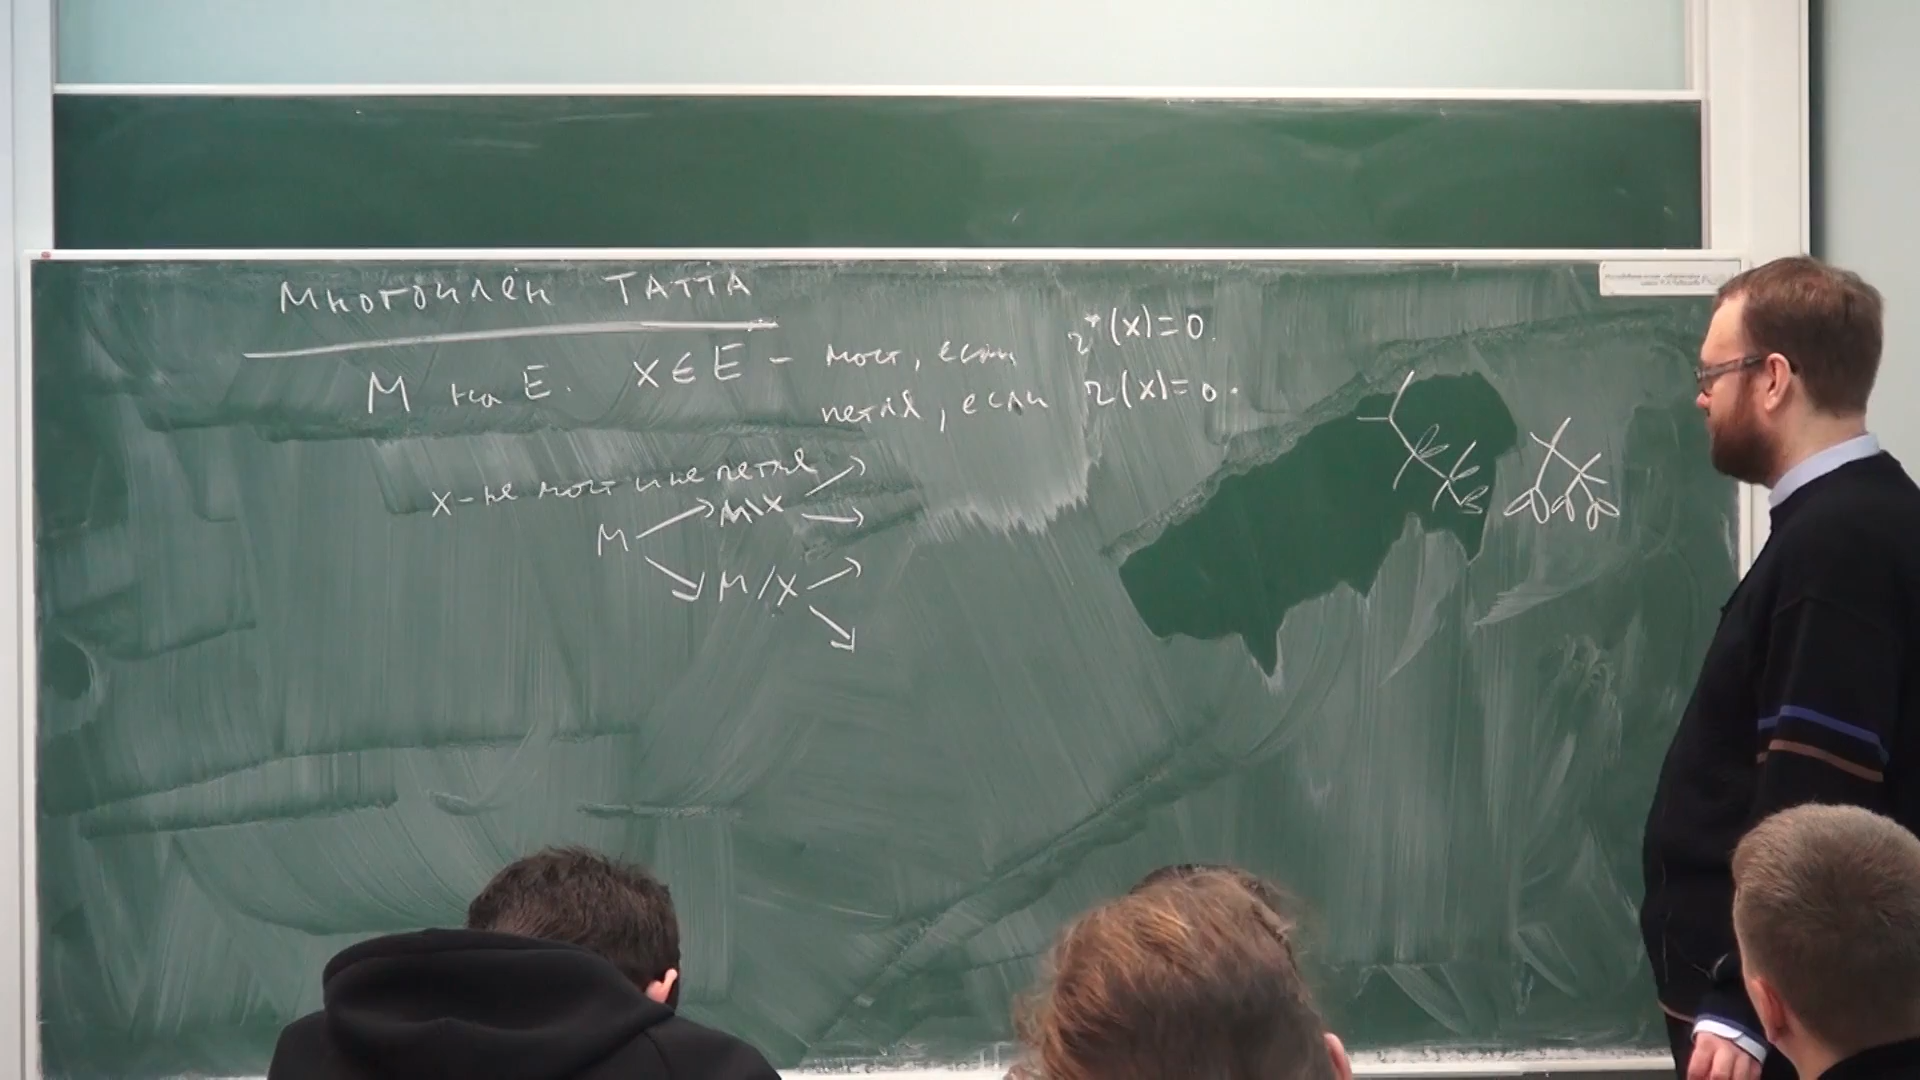 Многочлен Татта
M на E. x ∈ E – мост, если r*(x)=0.
петля, если r(x)=0.
x – не мост и не петля
M\x
M
M/x